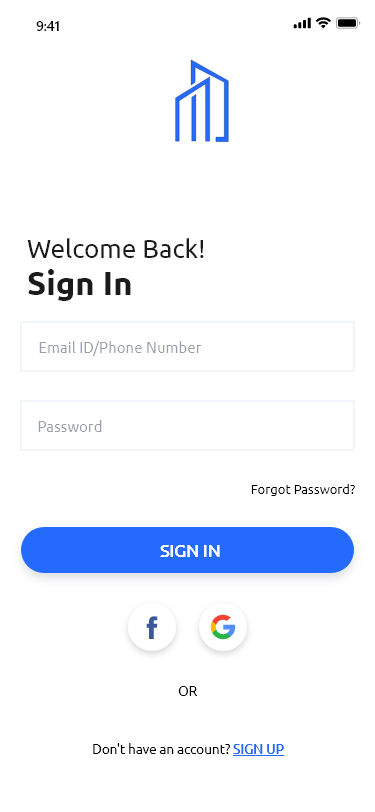 9:41
Welcome Back!
Sign In
Email ID/Phone Number
Password
Forgot Password?
SIGN IN
OR
Don't have an account? SIGN UP